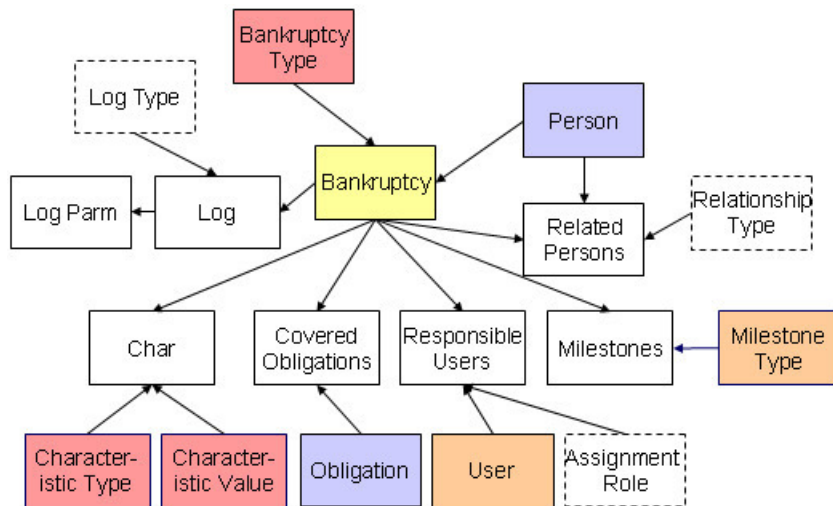 Bankruptcy
Type
Log Type
Person
Bankruptcy
Log Parm
Log
Related
Persons
Relationship
Type
Char
Covered
Obligations
Responsible
Users
Milestones
Milestone
Type
Character-
istic Type
Character-
istic Value
Obligation
User
Assignment
Role